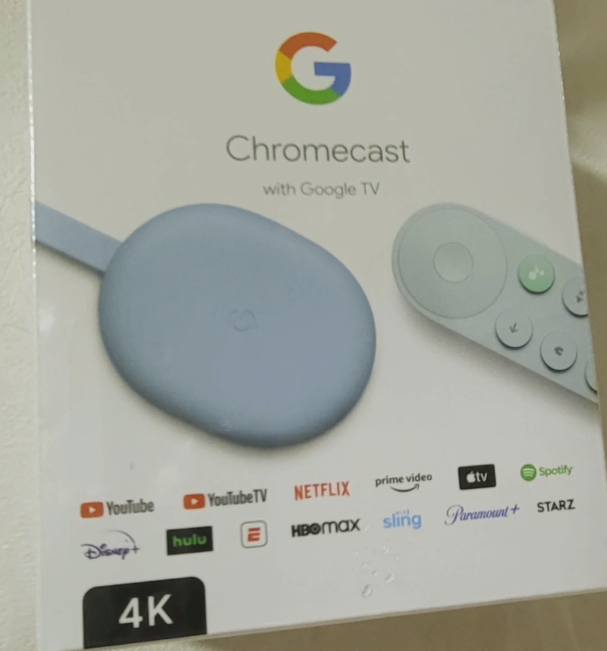 G
Chromecast
with Google TV
YouTube YouTubeTV NETFLIX prime video tv Spotify
Disney+ hulu E HBOmax sling Paramount+ STARZ
4K